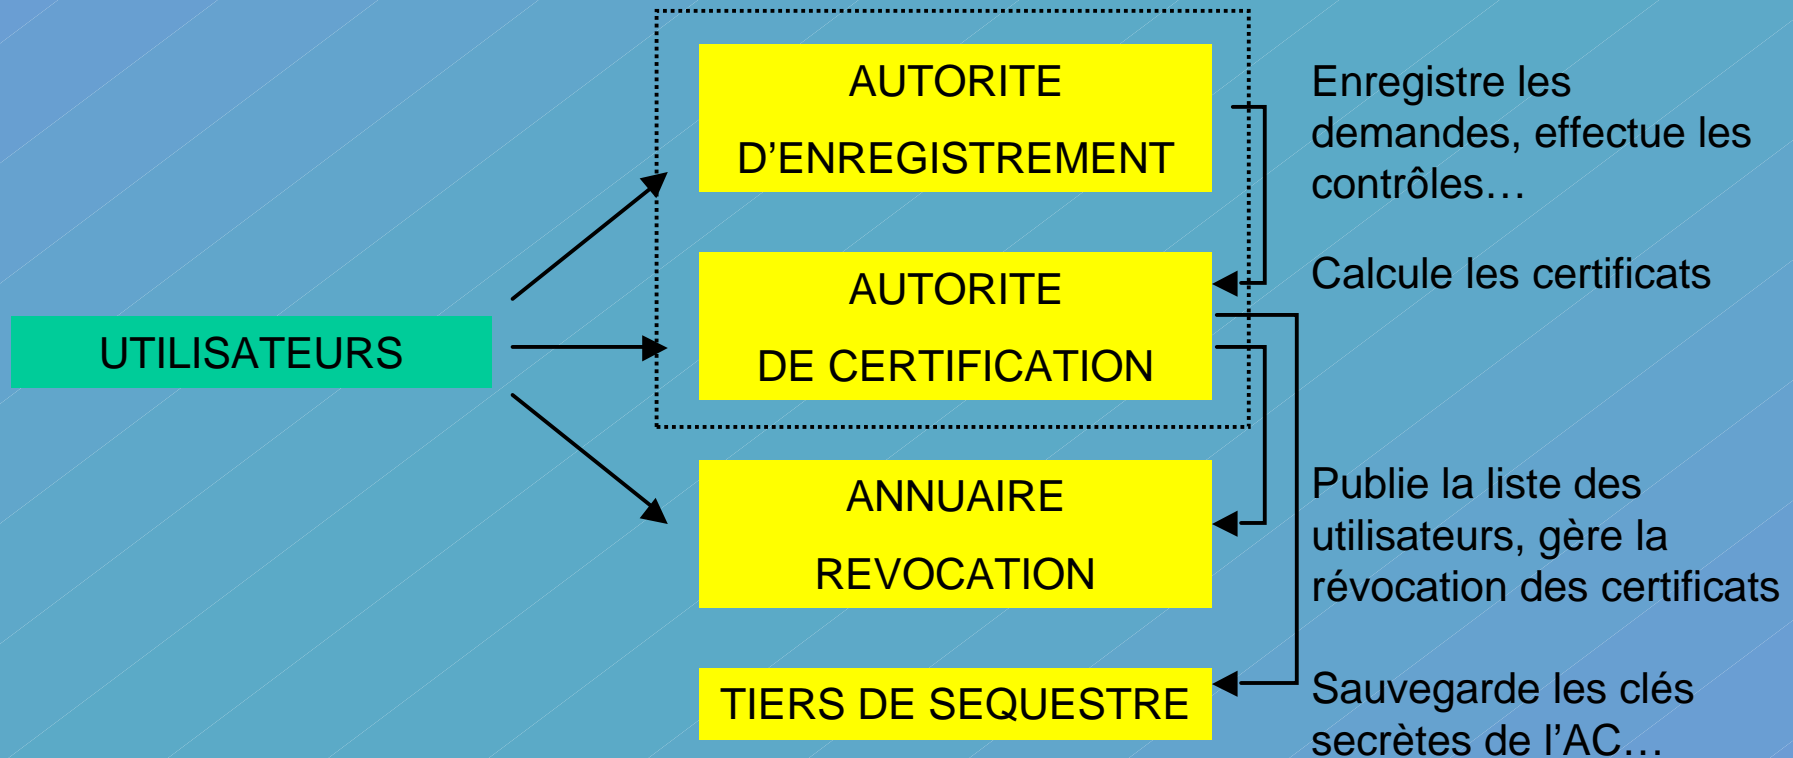 AUTORITE
D’ENREGISTREMENT
Enregistre les
demandes, effectue les
contrôles…
AUTORITE
DE CERTIFICATION
Calcule les certificats
UTILISATEURS
ANNUAIRE
REVOCATION
Publie la liste des
utilisateurs, gère la
révocation des certificats
TIERS DE SEQUESTRE
Sauvegarde les clés
secrètes de l’AC…